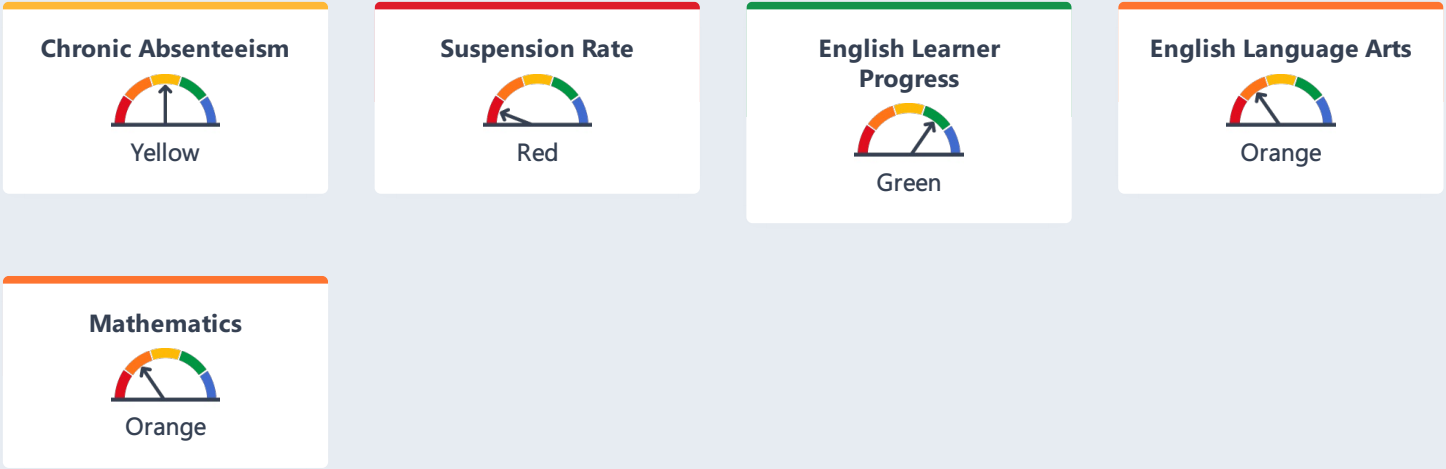 Chronic Absenteeism
Yellow
Suspension Rate
Red
English Learner
Progress
Green
English Language Arts
Orange
Mathematics
Orange